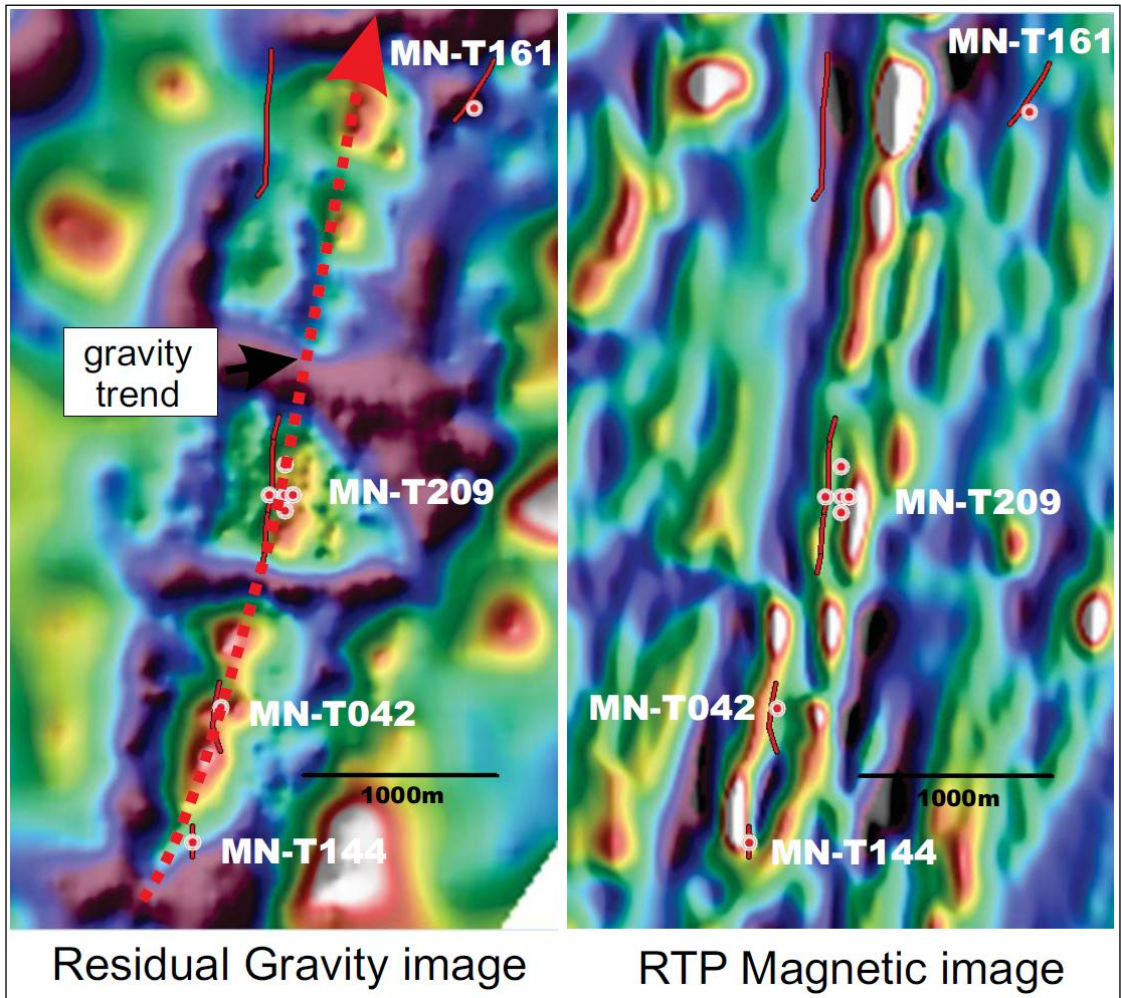 MN-T161
gravity
trend
MN-T209
MN-T042
1000m
MN-T144
Residual Gravity image
MN-T161
MN-T209
MN-T042
1000m
MN-T144
RTP Magnetic image